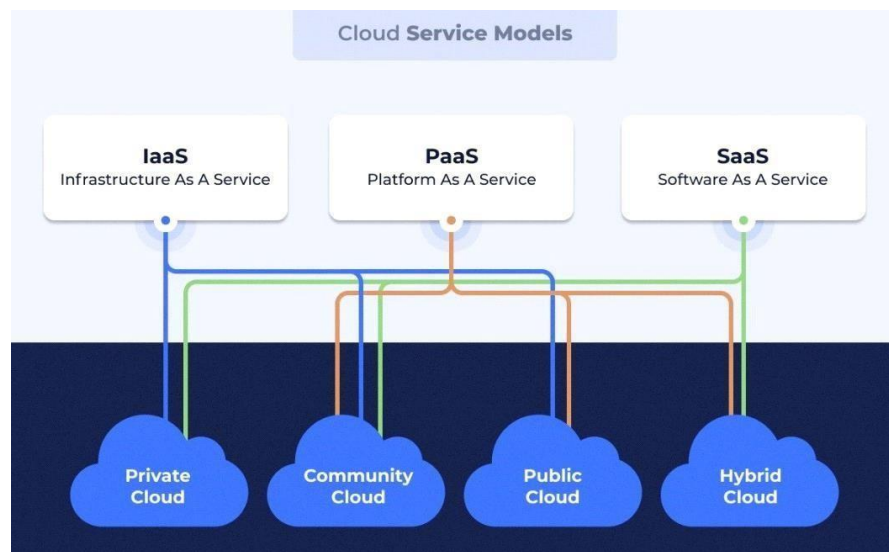 Cloud Service Models
IaaS
Infrastructure As A Service
PaaS
Platform As A Service
SaaS
Software As A Service
Private
Cloud
Community
Cloud
Public
Cloud
Hybrid
Cloud